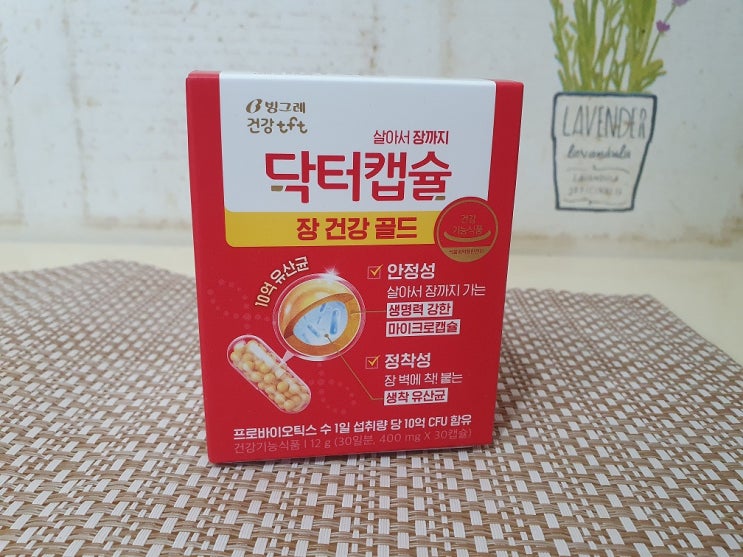 빙그레
건강 tft
살아서 장까지
닥터캡슐
장 건강 골드
건강
기능식품
10억 유산균
안정성
살아서 장까지 가는
생명력 강한
마이크로캡슐
정착성
장 벽에 착! 붙는
생착 유산균
프로바이오틱스 수 1일 섭취량 당 10억 CFU 함유
건강기능식품 | 12 g (30일분, 400 mg X 30캡슐)
LAVENDER
lavandula
LAVANDULA